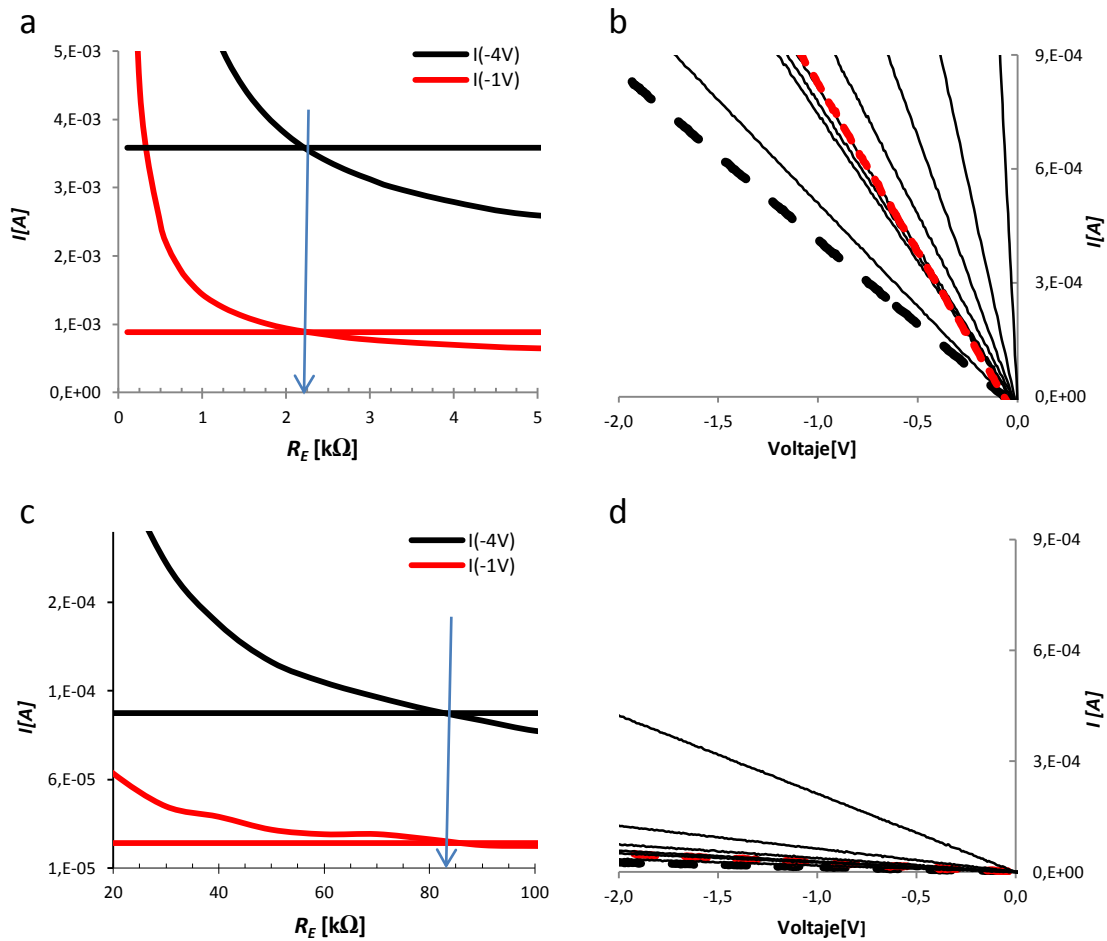 a
5,E-03
4,E-03
3,E-03
2,E-03
1,E-03
0,E+00
I[A]
I(-4V)
I(-1V)
0 1 2 3 4 5
R_E [kΩ]
b
9,E-04
6,E-04
3,E-04
0,E+00
I[A]
-2,0 -1,5 -1,0 -0,5 0,0
Voltaje[V]
c
2,E-04
1,E-04
6,E-05
1,E-05
I[A]
I(-4V)
I(-1V)
20 40 60 80 100
R_E [kΩ]
d
9,E-04
6,E-04
3,E-04
0,E+00
I [A]
-2,0 -1,5 -1,0 -0,5 0,0
Voltaje[V]